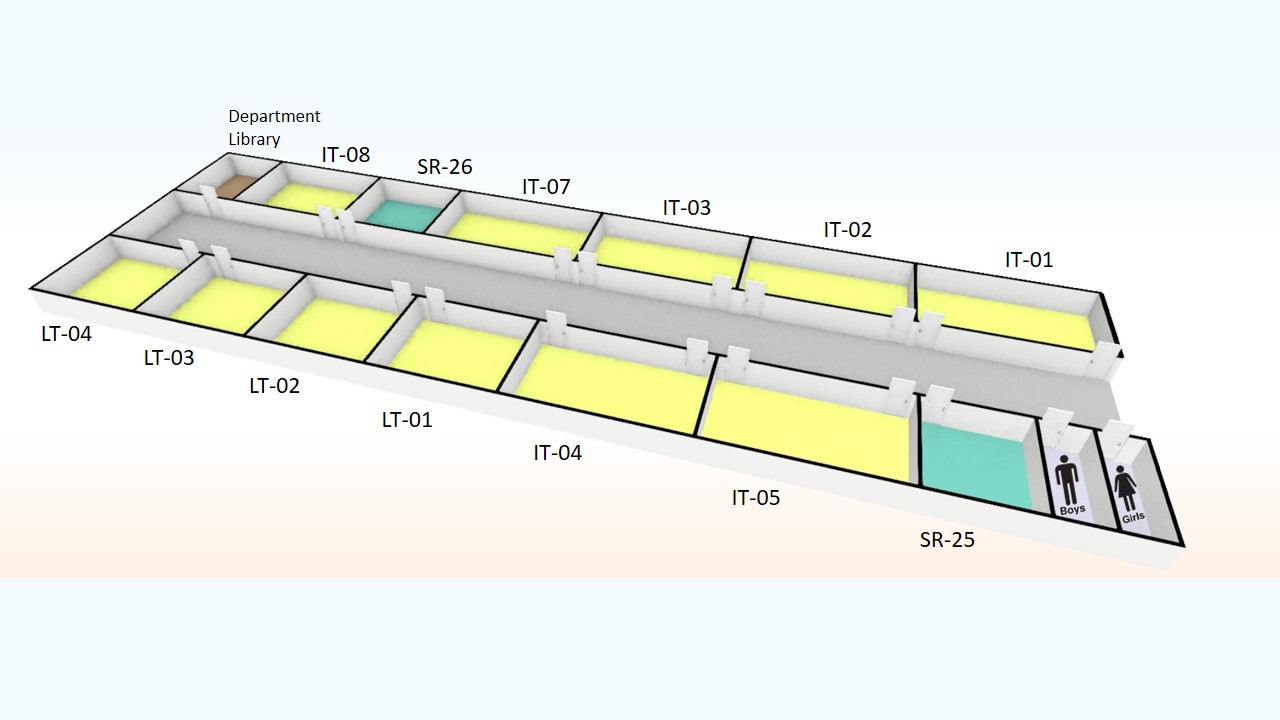 Department
Library
IT-08
SR-26
IT-07
IT-03
IT-02
IT-01
LT-04
LT-03
LT-02
LT-01
IT-04
IT-05
SR-25
Boys
Girls